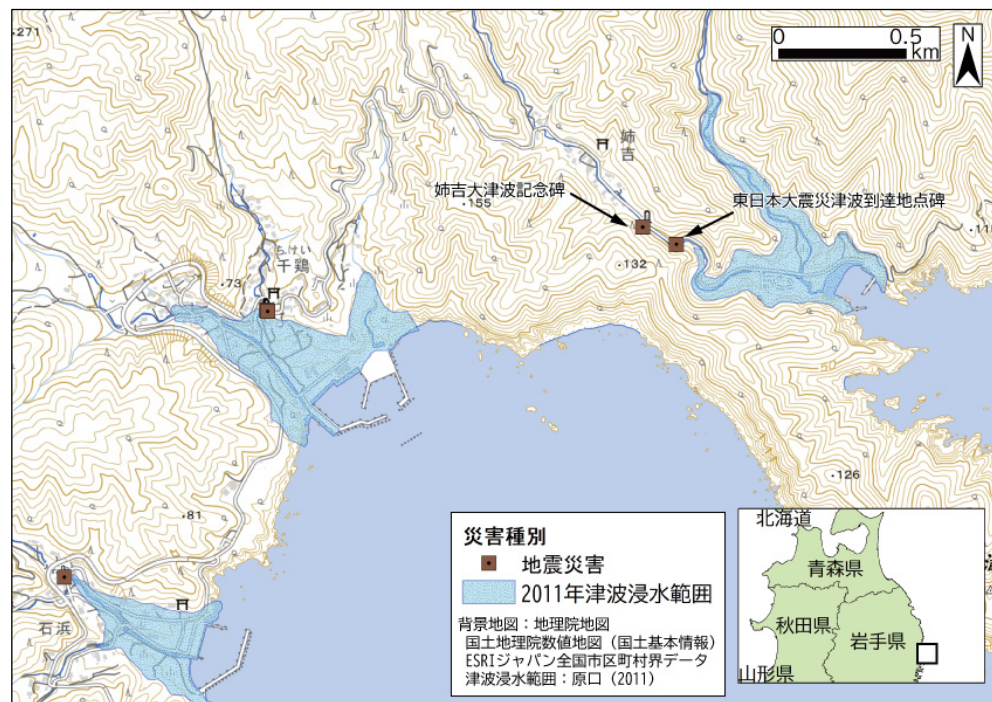 271
0
0.5
km
N
姉吉
姉吉大津波記念碑
東日本大震災津波到達地点碑
155
132
ちけい
千鶏
73
50
126
81
石浜
災害種別
地震災害
2011年津波浸水範囲
背景地図：地理院地図
国土地理院数値地図（国土基本情報）
ESRIジャパン全国市区町村界データ
津波浸水範囲：原口（2011）
北海道
青森県
秋田県
岩手県
山形県